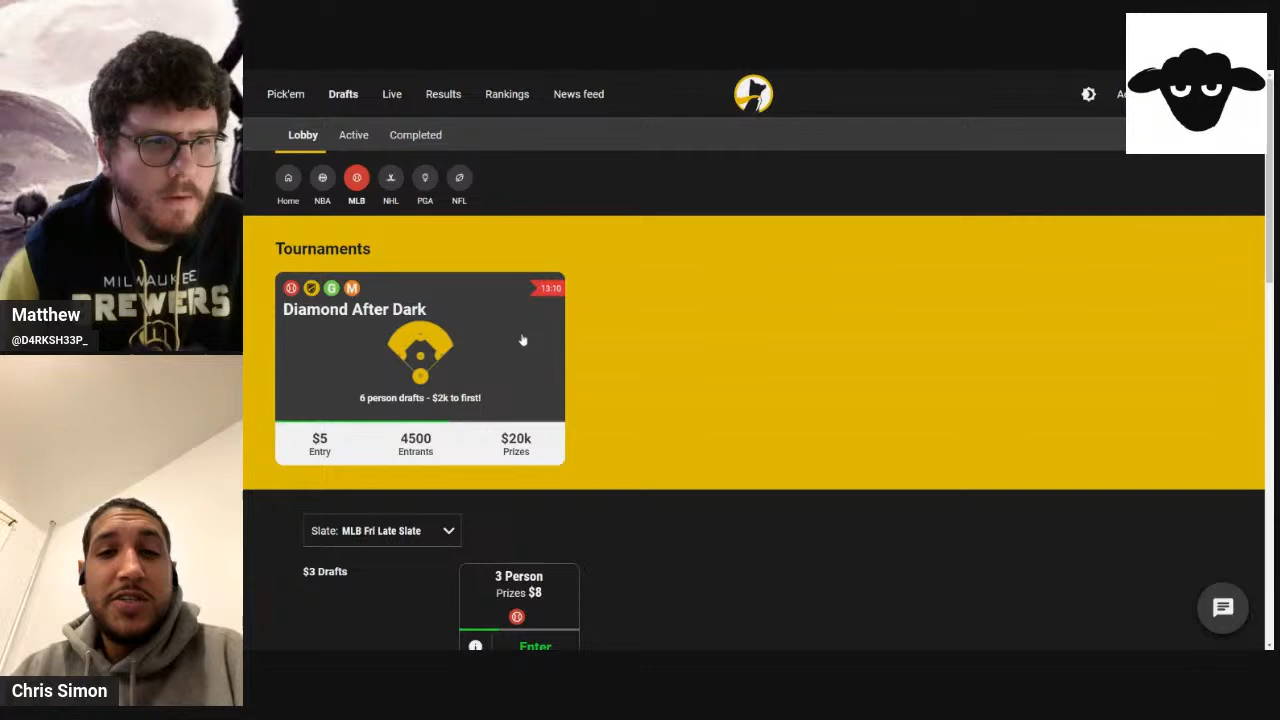 Pick'em
Drafts
Live
Results
Rankings
News feed
Lobby
Active
Completed
Home
NBA
MLB
NHL
PGA
NFL
Tournaments
G
M
13:10
Diamond After Dark
6 person drafts - $2k to first!
$5
4500
$20k
Entry
Entrants
Prizes
Slate: MLB Fri Late Slate
$3 Drafts
3 Person
Prizes $8
Enter
MILWAUKEE
BREWERS
Matthew
@D4RKSH33P_
Chris Simon